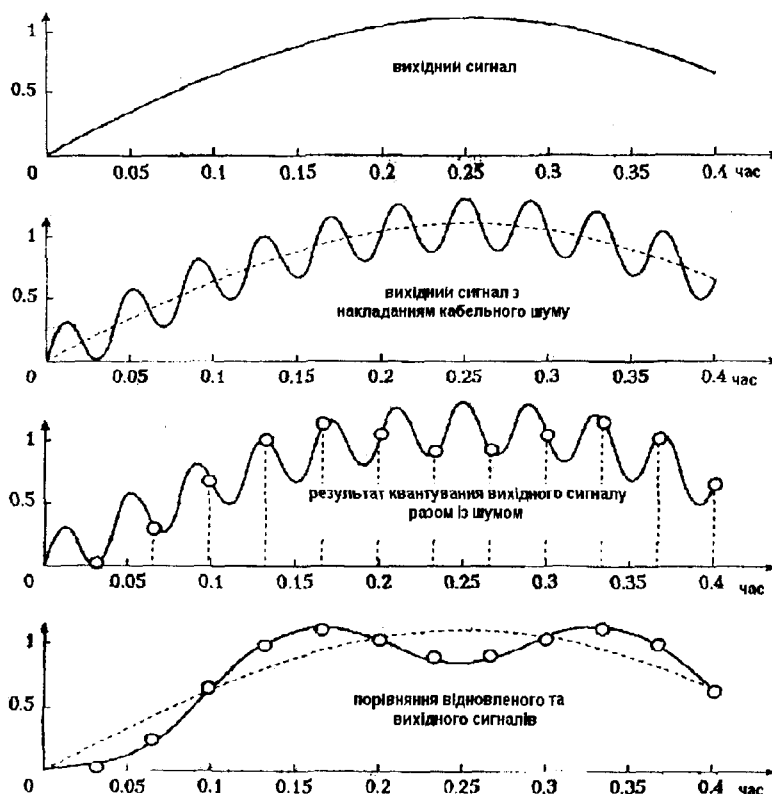 1
вихідний сигнал
0.5
0 0.05 0.1 0.15 0.2 0.25 0.3 0.35 0.4 час
1
0.5
вихідний сигнал з
накладанням кабельного шуму
0 0.05 0.1 0.15 0.2 0.25 0.3 0.35 0.4 час
1
0.5
результат квантування вихідного сигналу
разом із шумом
0 0.05 0.1 0.15 0.2 0.25 0.3 0.35 0.4 час
1
0.5
порівняння відновленого та
вихідного сигналів
0 0.05 0.1 0.15 0.2 0.25 0.3 0.35 0.4 час